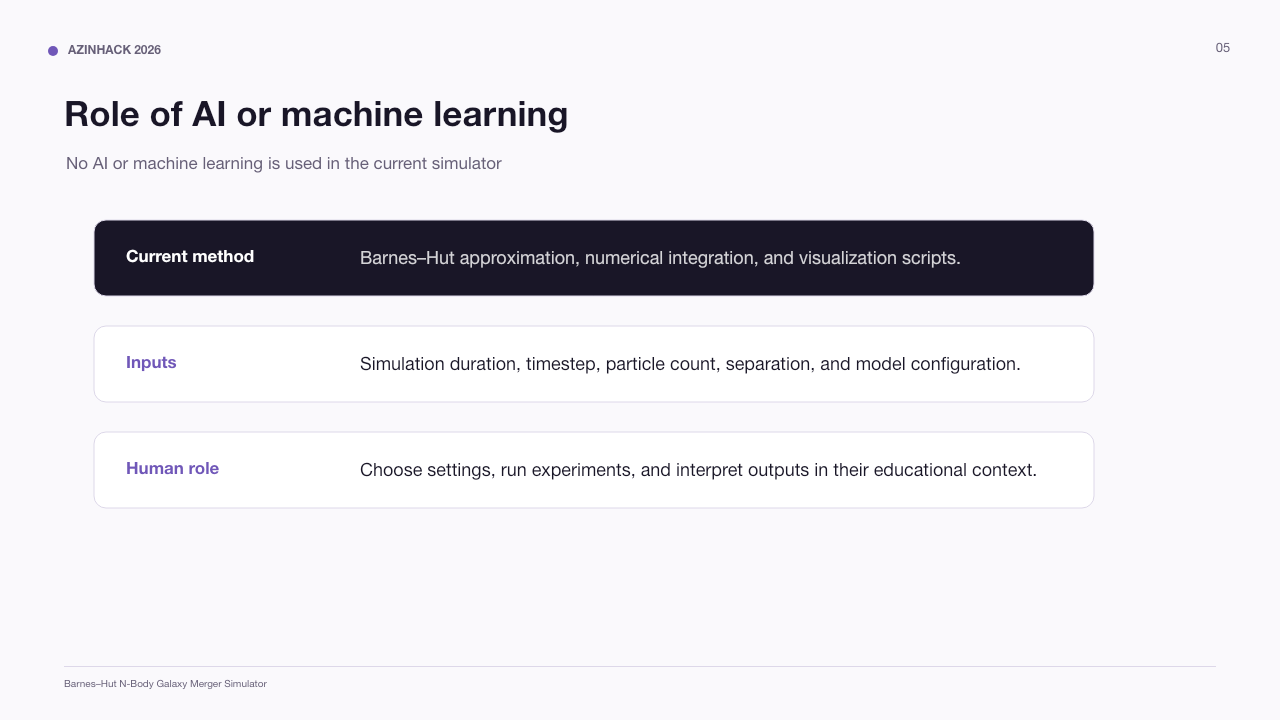 AZINHACK 2026
05
Role of AI or machine learning
No AI or machine learning is used in the current simulator
Current method
Barnes–Hut approximation, numerical integration, and visualization scripts.
Inputs
Simulation duration, timestep, particle count, separation, and model configuration.
Human role
Choose settings, run experiments, and interpret outputs in their educational context.
Barnes–Hut N-Body Galaxy Merger Simulator